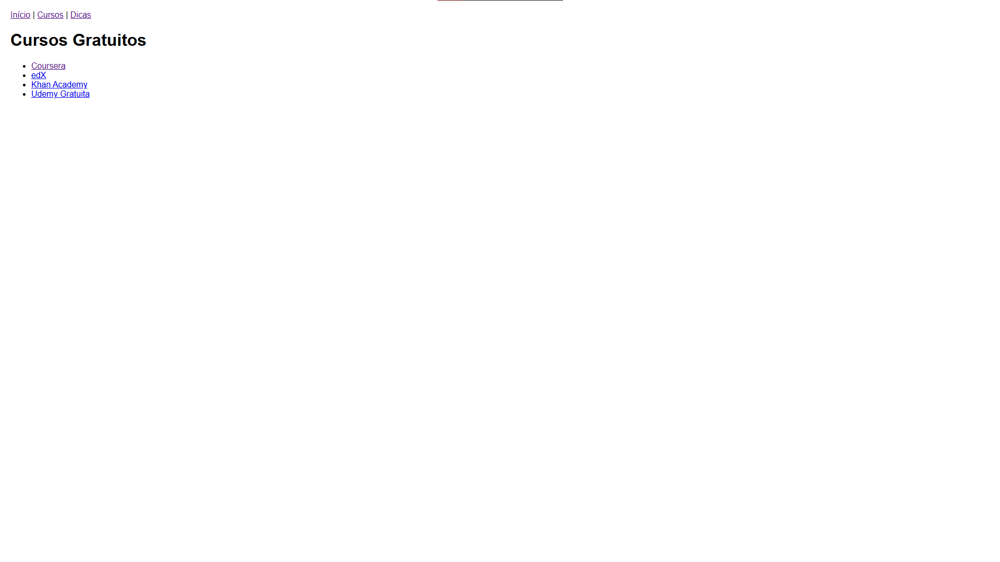 Início | Cursos | Dicas
Cursos Gratuitos
Coursera
edX
Khan Academy
Udemy Gratuita